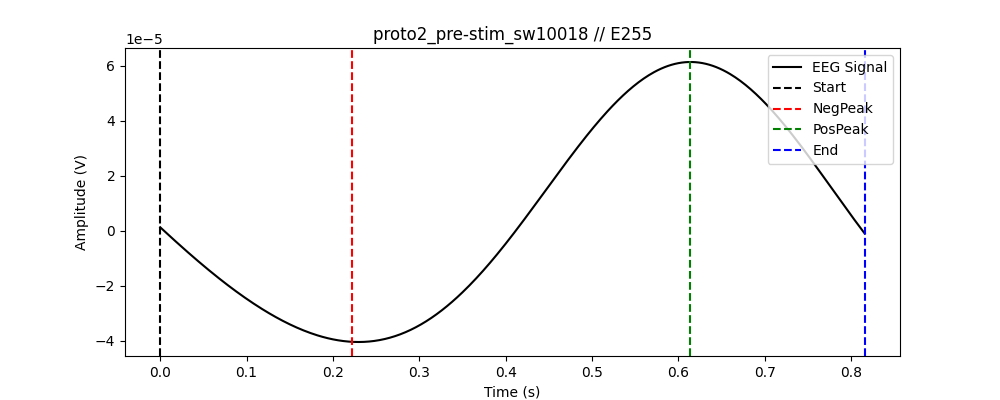 proto2_pre-stim_sw10018 // E255
1e−5
6
4
2
0
−2
−4
Amplitude (V)
0.0 0.1 0.2 0.3 0.4 0.5 0.6 0.7 0.8
Time (s)
EEG Signal
Start
NegPeak
PosPeak
End